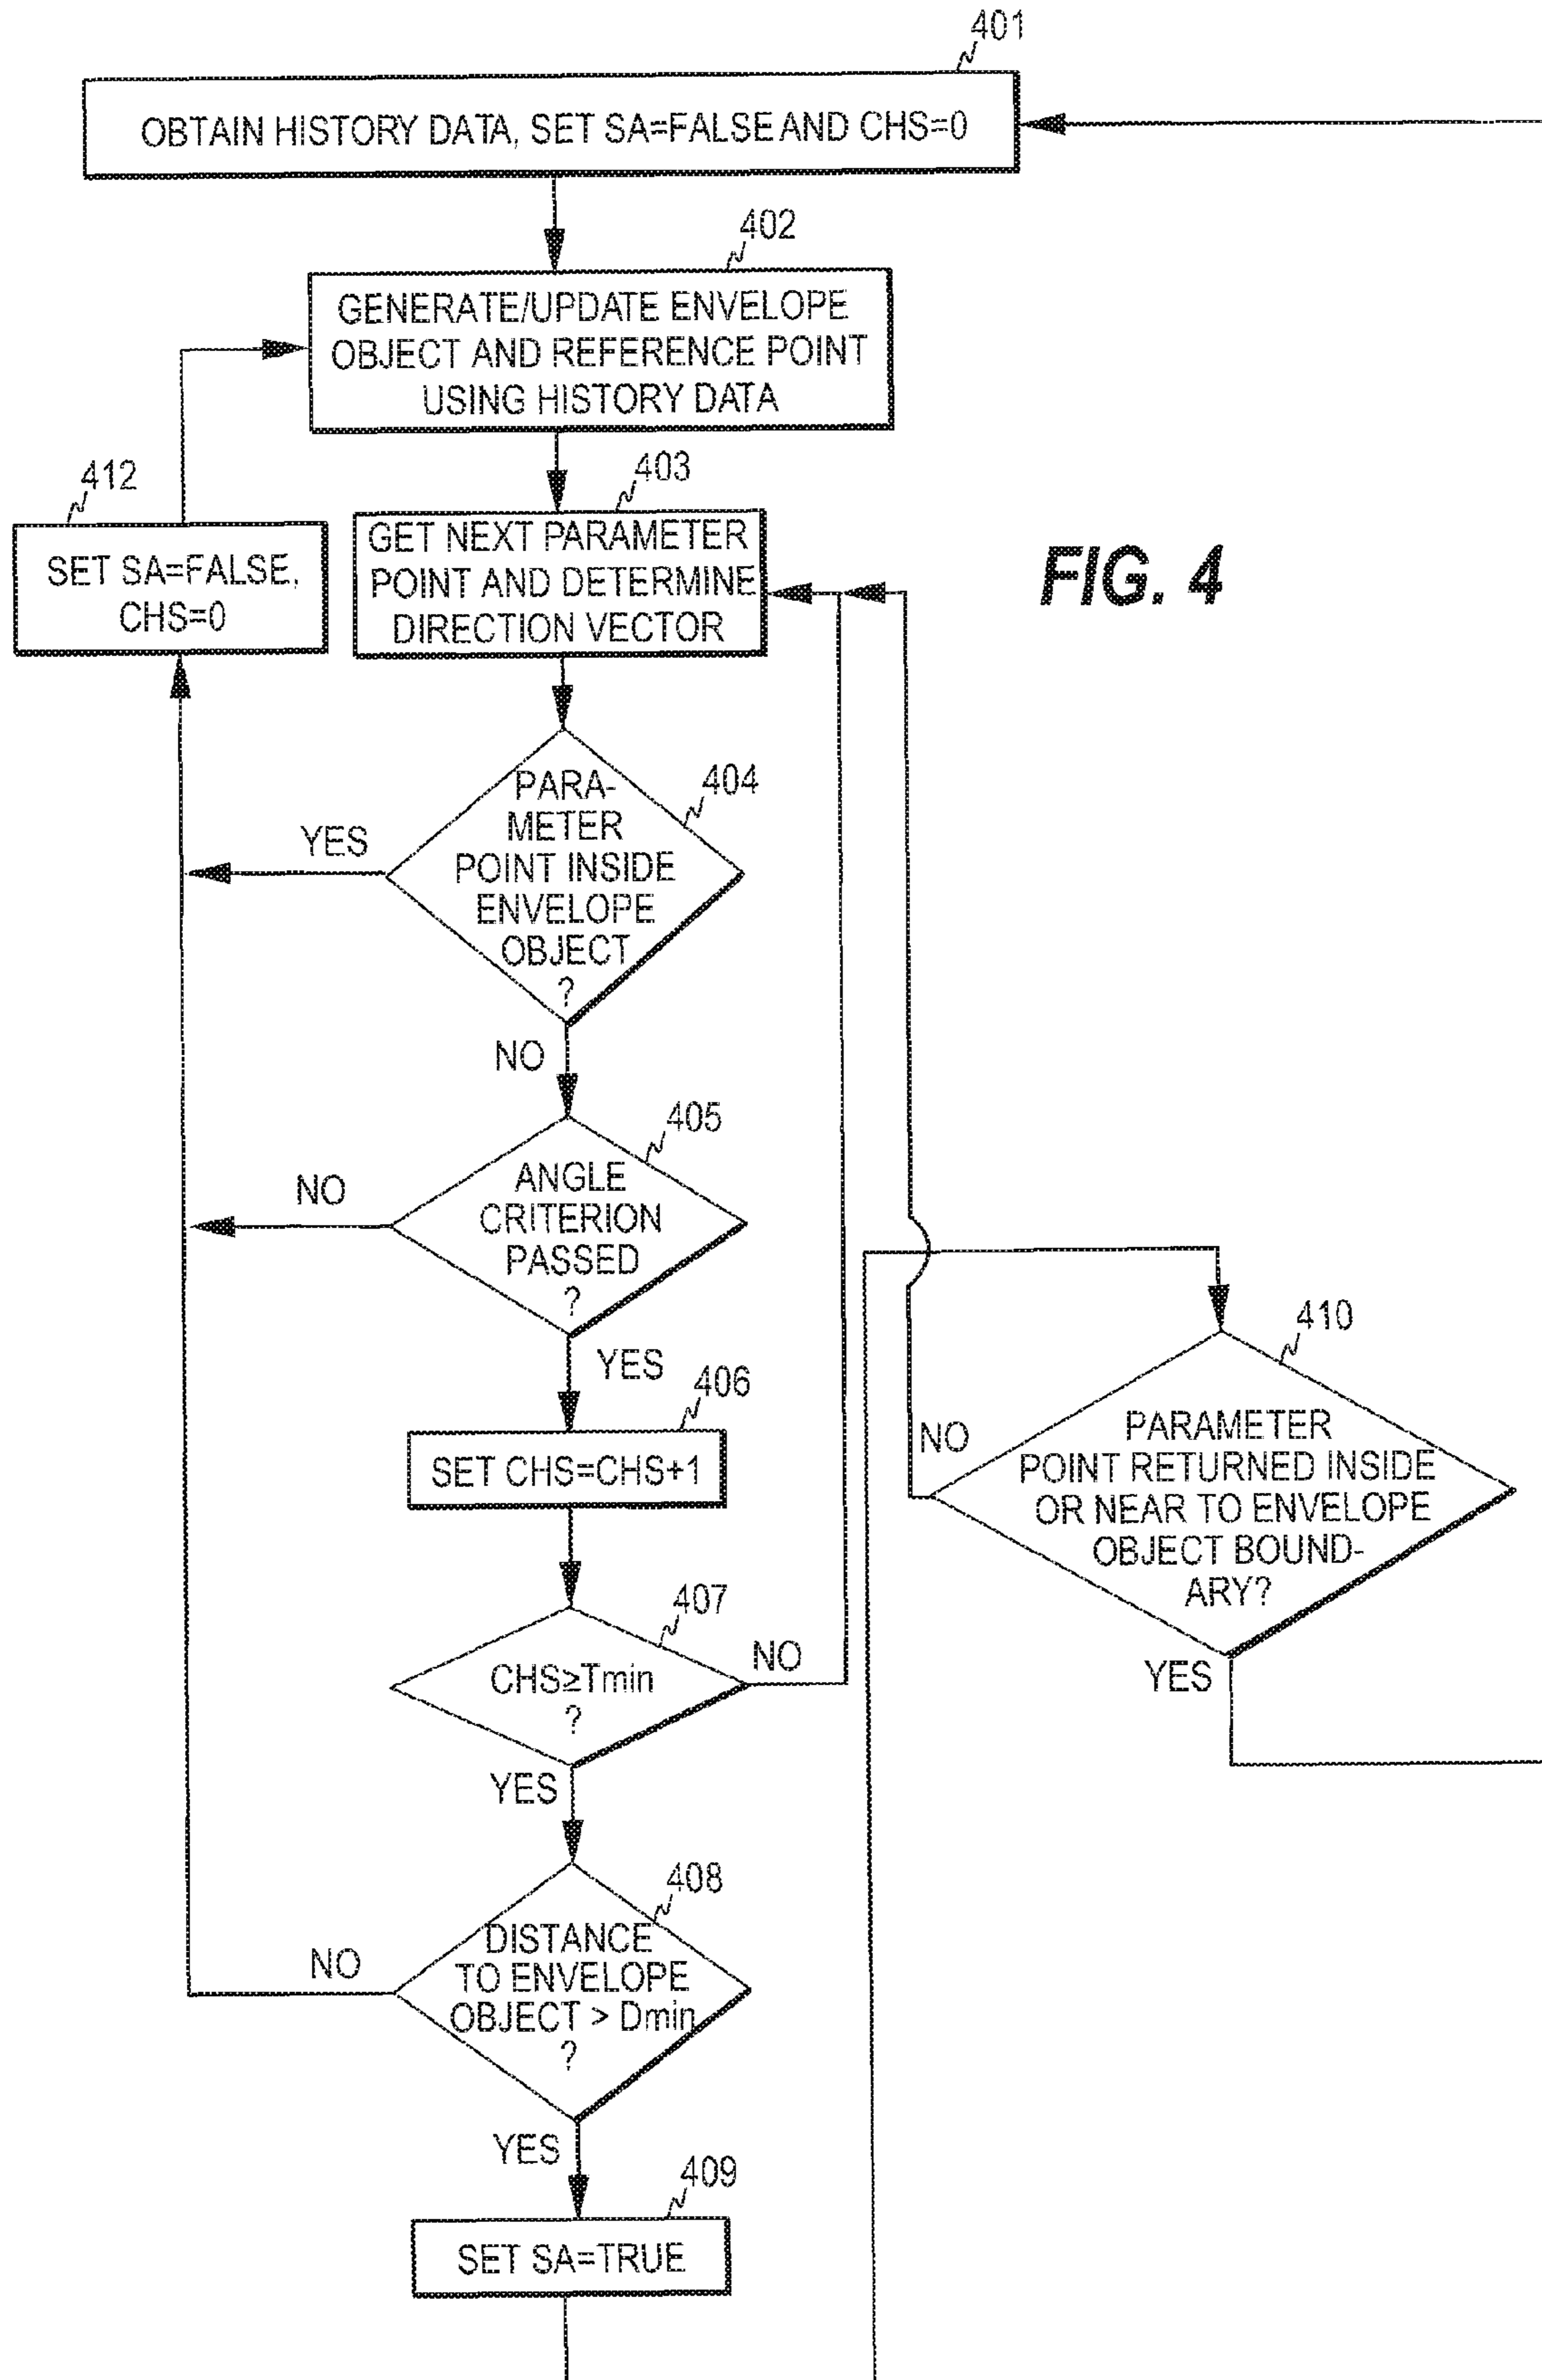 401
OBTAIN HISTORY DATA, SET SA=FALSE AND CHS=0
402
GENERATE/UPDATE ENVELOPE
OBJECT AND REFERENCE POINT
USING HISTORY DATA
412
SET SA=FALSE,
CHS=0
403
GET NEXT PARAMETER
POINT AND DETERMINE
DIRECTION VECTOR
FIG. 4
404
PARA-
METER
POINT INSIDE
ENVELOPE
OBJECT
?
YES
NO
405
ANGLE
CRITERION
PASSED
?
NO
YES
406
SET CHS=CHS+1
407
CHS≥Tmin
?
NO
YES
408
DISTANCE
TO ENVELOPE
OBJECT > Dmin
?
NO
YES
409
SET SA=TRUE
410
PARAMETER
POINT RETURNED INSIDE
OR NEAR TO ENVELOPE
OBJECT BOUND-
ARY?
NO
YES